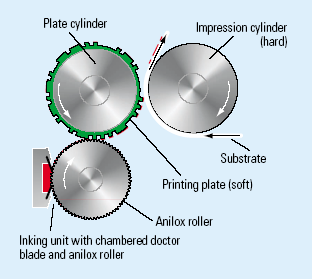 Plate cylinder
Impression cylinder
(hard)
Substrate
Printing plate (soft)
Anilox roller
Inking unit with chambered doctor
blade and anilox roller